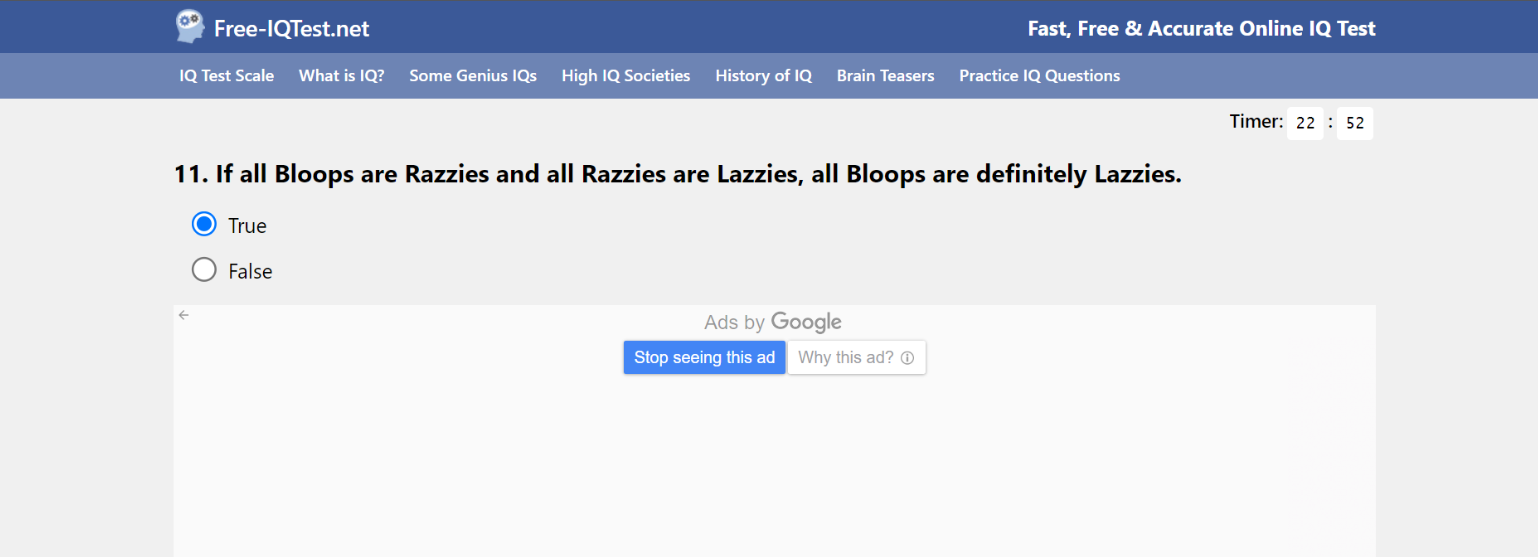 Free-IQTest.net
Fast, Free & Accurate Online IQ Test
IQ Test Scale What is IQ? Some Genius IQs High IQ Societies History of IQ Brain Teasers Practice IQ Questions
Timer: 22 : 52
11. If all Bloops are Razzies and all Razzies are Lazzies, all Bloops are definitely Lazzies.
True
False
Ads by Google
Stop seeing this ad Why this ad?